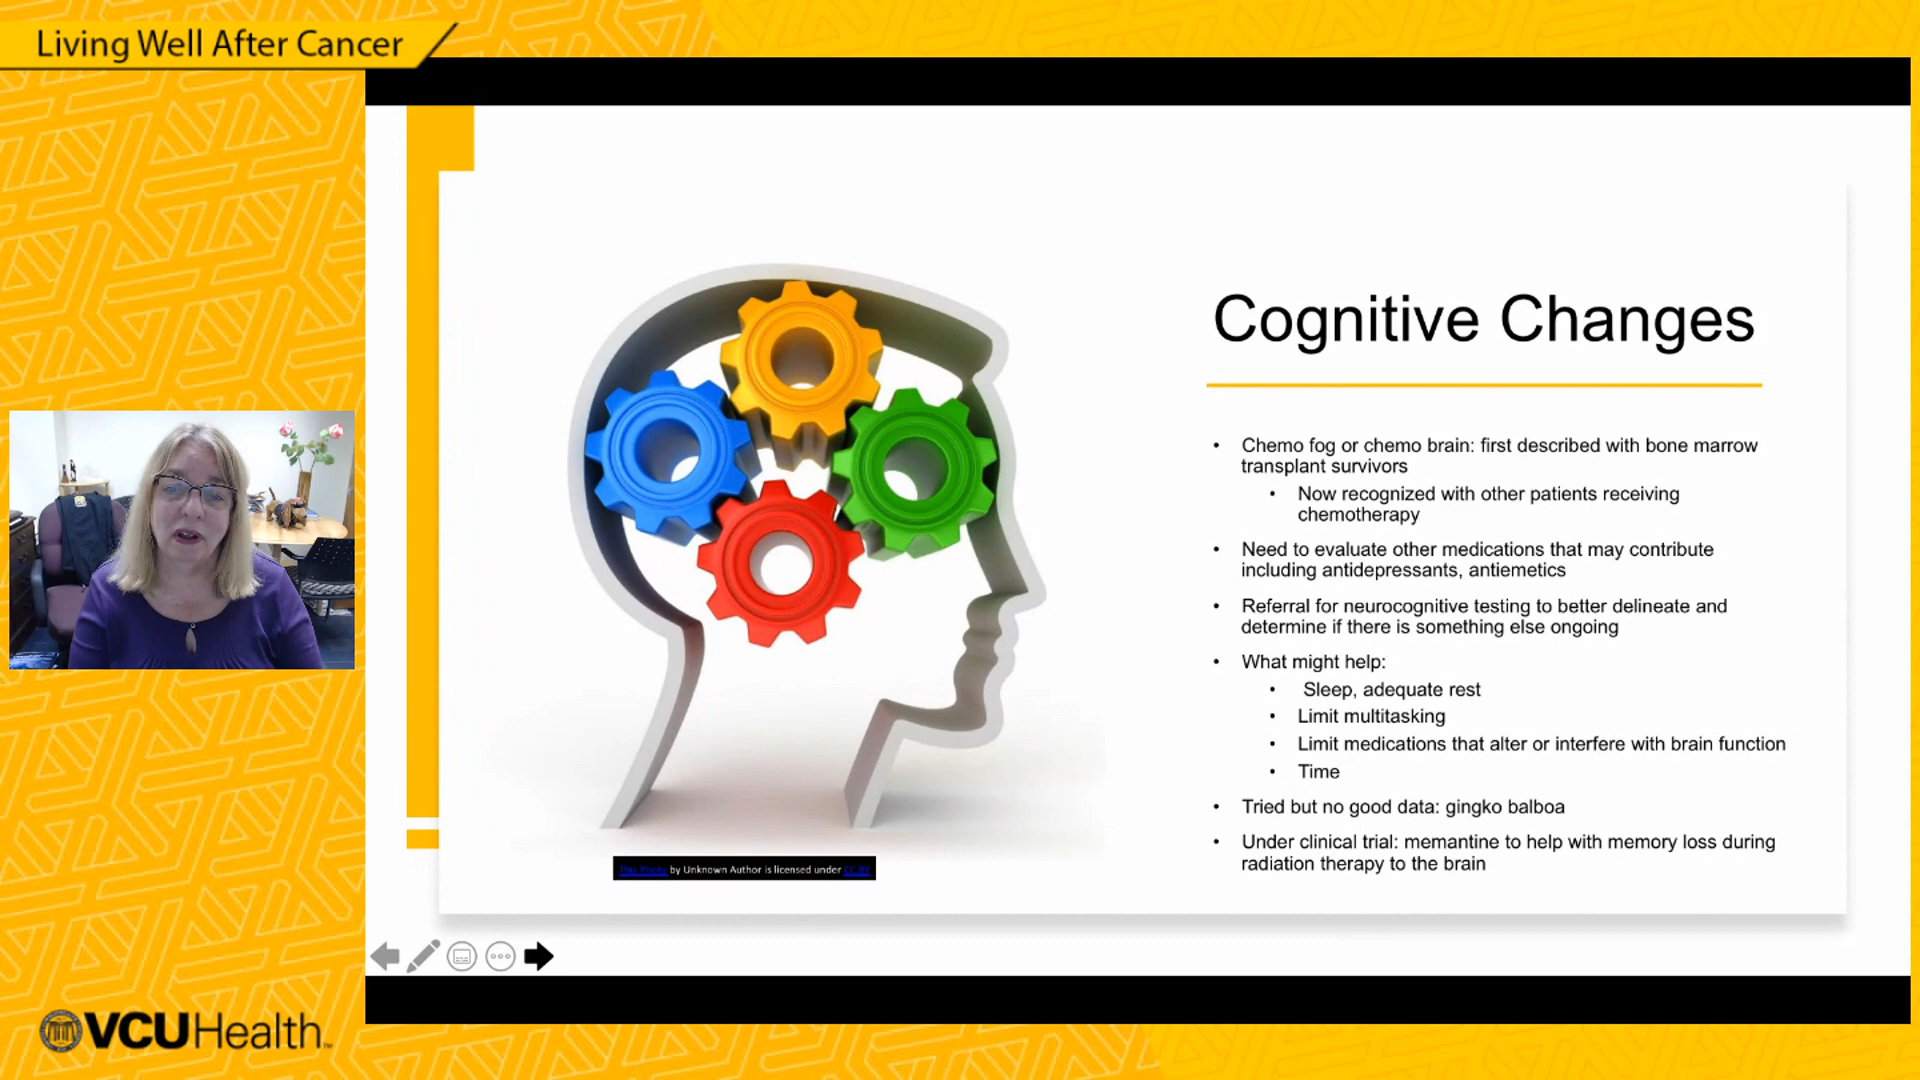 Living Well After Cancer
Cognitive Changes
• Chemo fog or chemo brain: first described with bone marrow
transplant survivors
• Now recognized with other patients receiving
chemotherapy
• Need to evaluate other medications that may contribute
including antidepressants, antiemetics
• Referral for neurocognitive testing to better delineate and
determine if there is something else ongoing
• What might help:
• Sleep, adequate rest
• Limit multitasking
• Limit medications that alter or interfere with brain function
• Time
• Tried but no good data: gingko balboa
• Under clinical trial: memantine to help with memory loss during
radiation therapy to the brain
This Photo by Unknown Author is licensed under CC BY
VCUHealth™